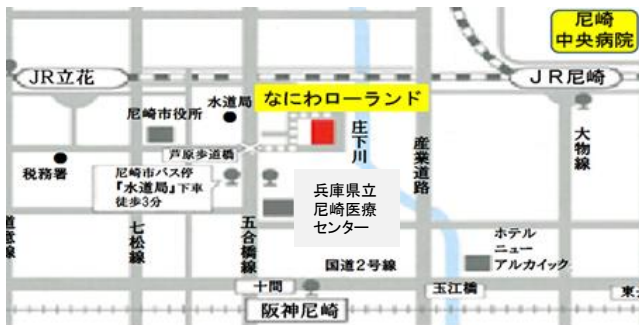 尼崎
中央病院
JR立花
JR尼崎
なにわローランド
水道局
尼崎市役所
庄下川
産業道路
大物線
芦原歩道橋
税務署
尼崎市バス停
『水道局』下車
徒歩3分
兵庫県立
尼崎医療
センター
七松線
五合橋線
ホテル
ニュー
アルカイック
国道2号線
十間
玉江橋
阪神尼崎